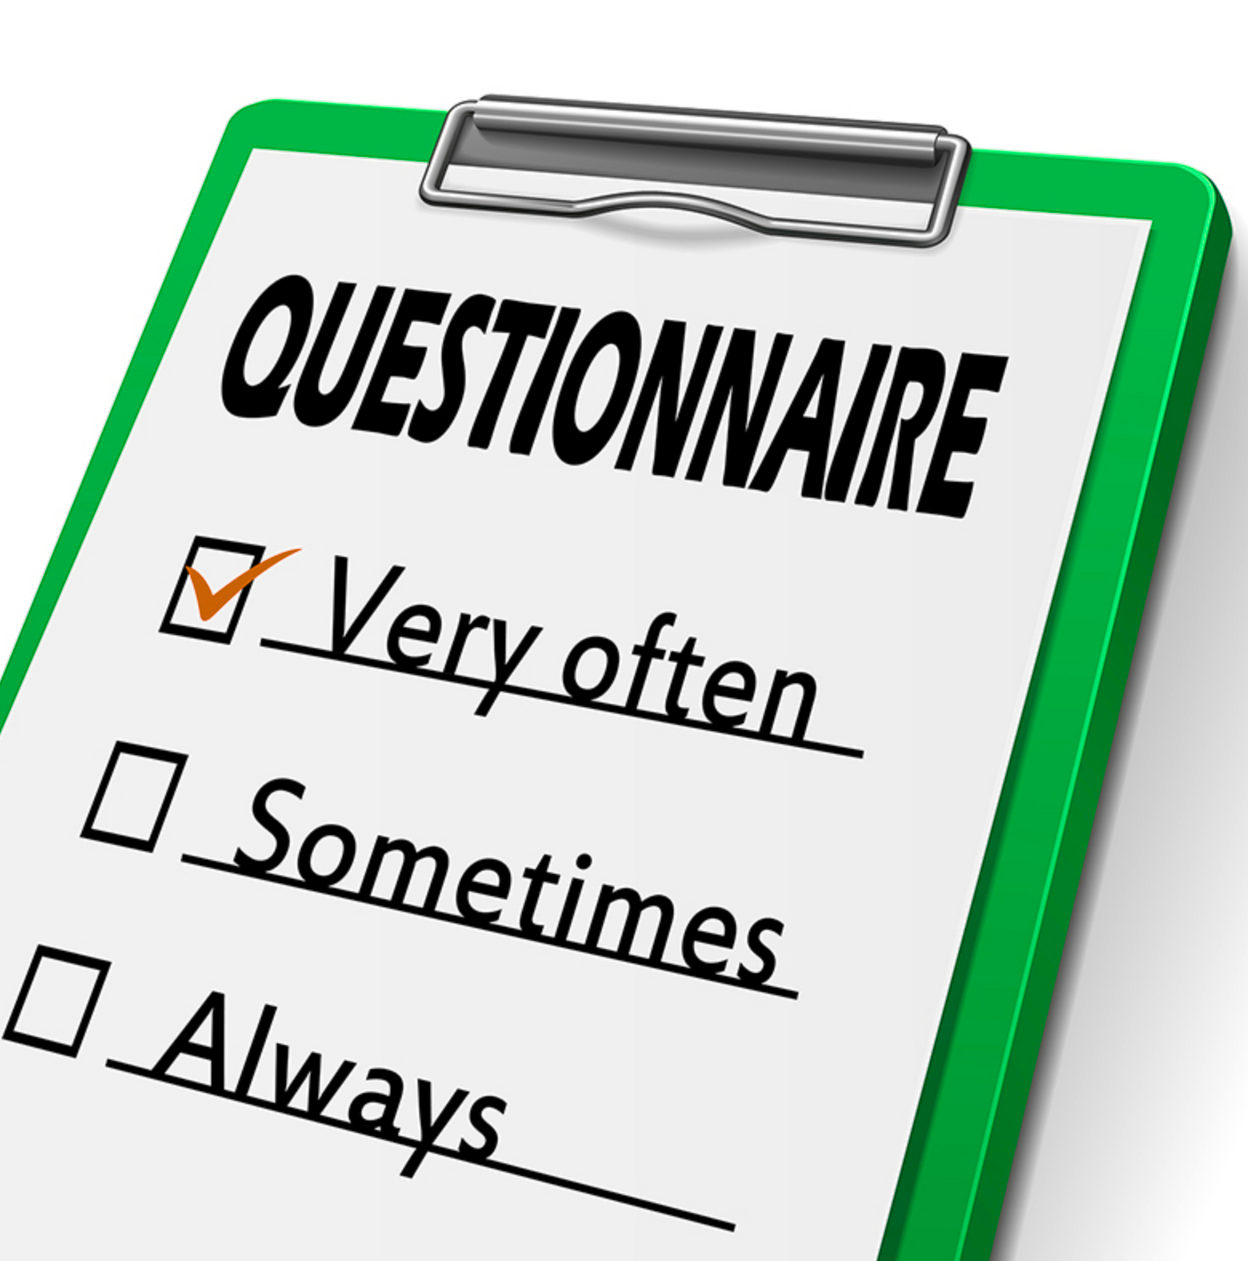 QUESTIONNAIRE
Very often
Sometimes
Always